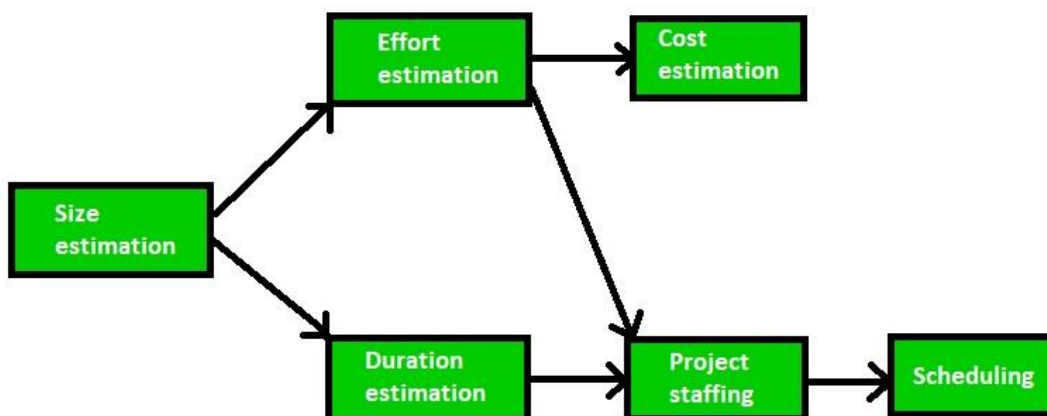 Effort
estimation
Cost
estimation
Size
estimation
Duration
estimation
Project
staffing
Scheduling